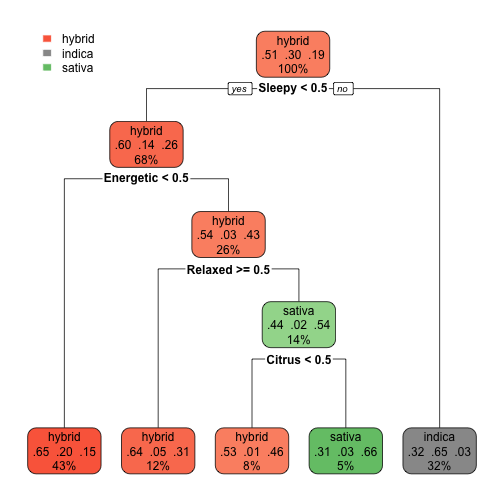 hybrid
indica
sativa
hybrid
.51 .30 .19
100%
yes Sleepy < 0.5 no
hybrid
.60 .14 .26
68%
Energetic < 0.5
hybrid
.54 .03 .43
26%
Relaxed >= 0.5
sativa
.44 .02 .54
14%
Citrus < 0.5
hybrid
.65 .20 .15
43%
hybrid
.64 .05 .31
12%
hybrid
.53 .01 .46
8%
sativa
.31 .03 .66
5%
indica
.32 .65 .03
32%